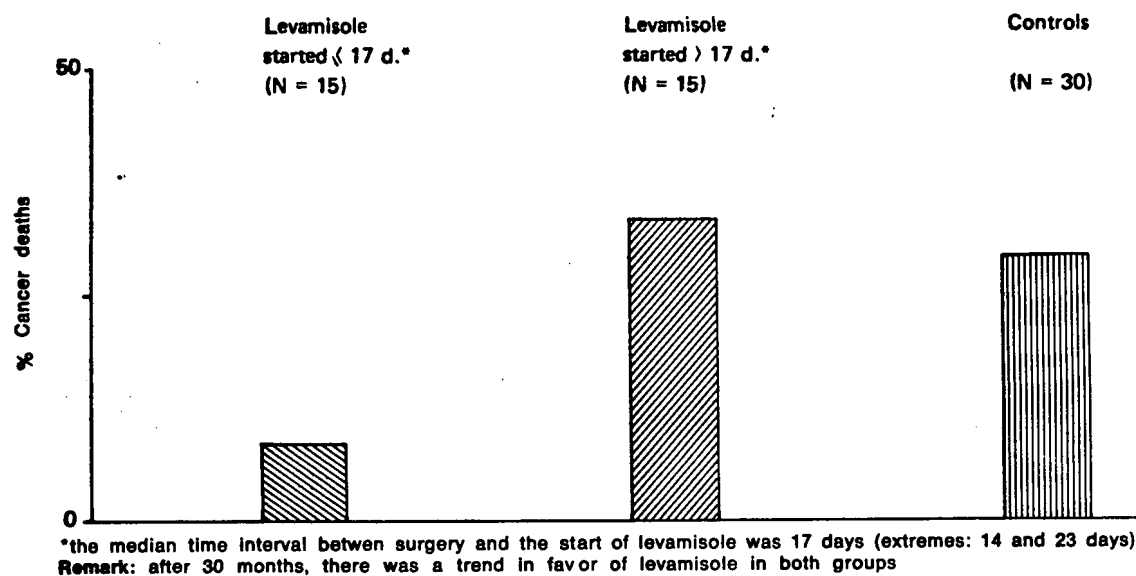 Levamisole
started ⩽ 17 d.*
(N = 15)
Levamisole
started > 17 d.*
(N = 15)
Controls
(N = 30)
50
% Cancer deaths
0
*the median time interval betwen surgery and the start of levamisole was 17 days (extremes: 14 and 23 days)
Remark: after 30 months, there was a trend in favor of levamisole in both groups